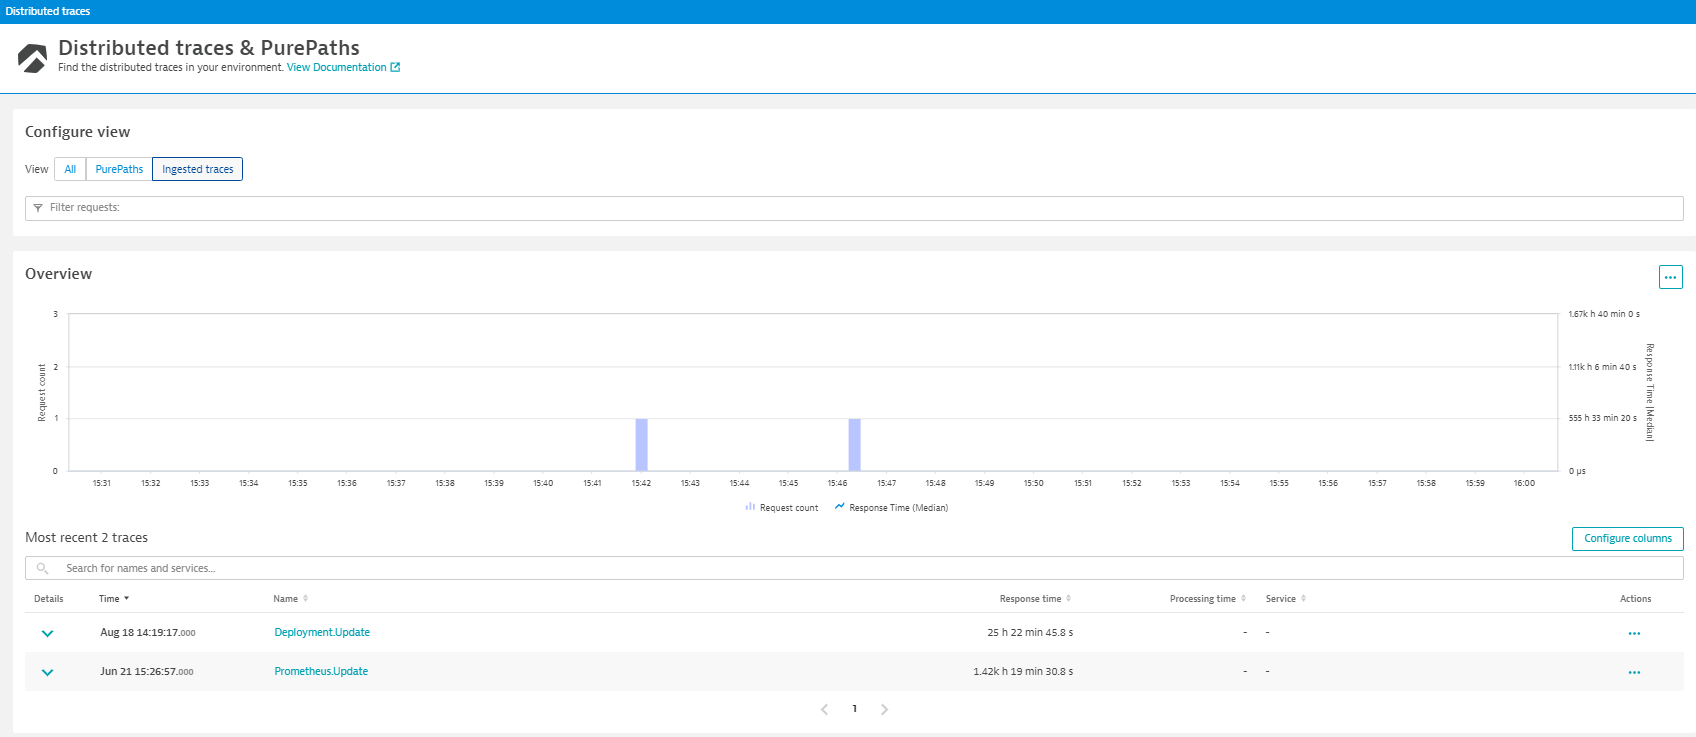 Distributed traces
Distributed traces & PurePaths
Find the distributed traces in your environment. View Documentation
Configure view
View All PurePaths Ingested traces
Filter requests:
Overview
...
3 1.67k h 40 min 0 s
2 1.11k h 6 min 40 s
1 555 h 33 min 20 s
0 0 µs
Request count
Response Time (Median)
15:31 15:32 15:33 15:34 15:35 15:36 15:37 15:38 15:39 15:40 15:41 15:42 15:43 15:44 15:45 15:46 15:47 15:48 15:49 15:50 15:51 15:52 15:53 15:54 15:55 15:56 15:57 15:58 15:59 16:00
Request count Response Time (Median)
Most recent 2 traces Configure columns
Search for names and services...
Details Time Name Response time Processing time Service Actions
Aug 18 14:19:17.000 Deployment.Update 25 h 22 min 45.8 s - - ...
Jun 21 15:26:57.000 Prometheus.Update 1.42k h 19 min 30.8 s - - ...
1